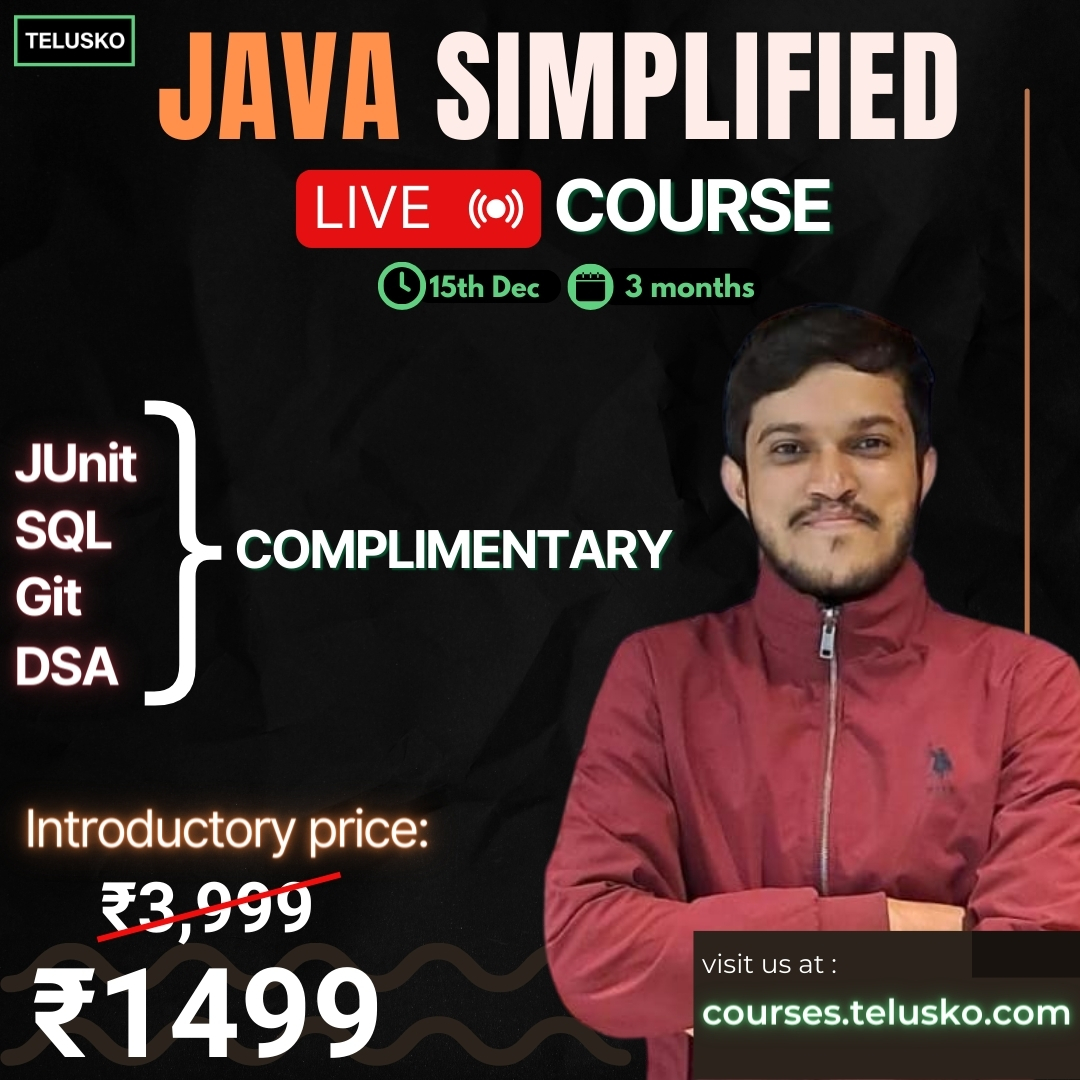 TELUSKO
JAVA SIMPLIFIED
LIVE COURSE
15th Dec 3 months
JUnit
SQL
Git
DSA
COMPLIMENTARY
Introductory price:
₹3,999
₹1499
visit us at :
courses.telusko.com